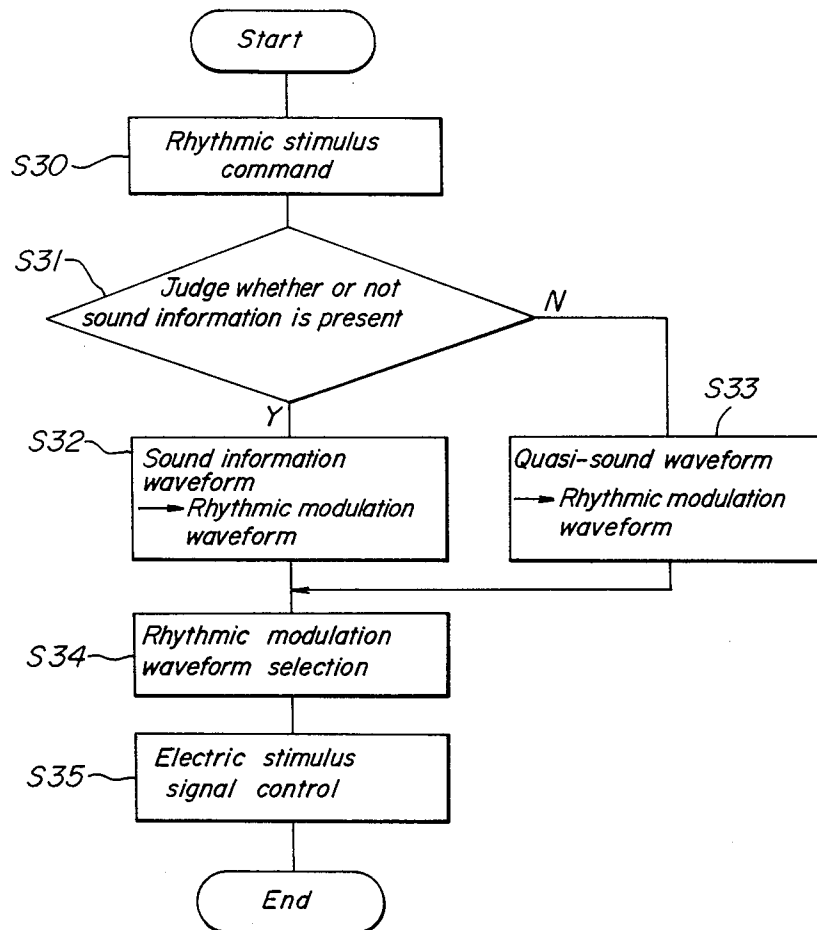 Start
S30
Rhythmic stimulus
command
S31
Judge whether or not
sound information is present
N
Y
S32
Sound information
waveform
→ Rhythmic modulation
waveform
S33
Quasi-sound waveform
→ Rhythmic modulation
waveform
S34
Rhythmic modulation
waveform selection
S35
Electric stimulus
signal control
End